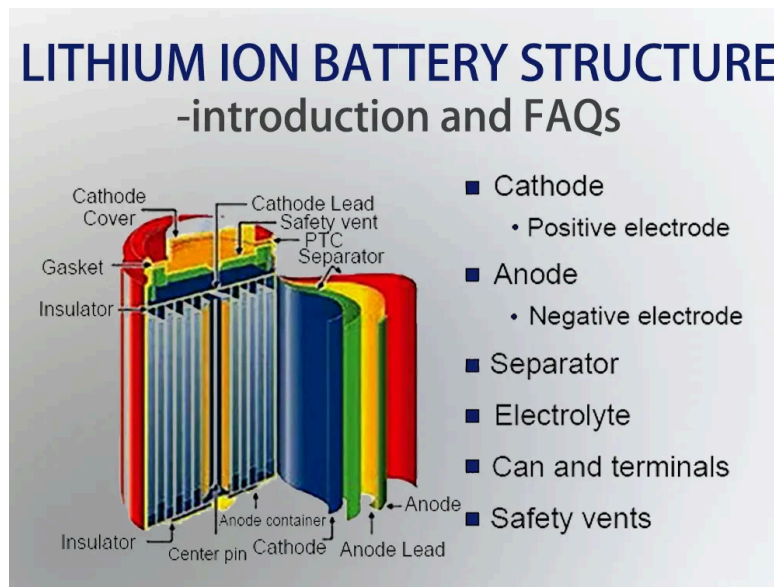 LITHIUM ION BATTERY STRUCTURE
-introduction and FAQs
Cathode
Cover
Cathode Lead
Safety vent
PTC
Separator
Gasket
Insulator
Insulator
Center pin
Anode container
Cathode
Anode Lead
Anode
■ Cathode
• Positive electrode
■ Anode
• Negative electrode
■ Separator
■ Electrolyte
■ Can and terminals
■ Safety vents